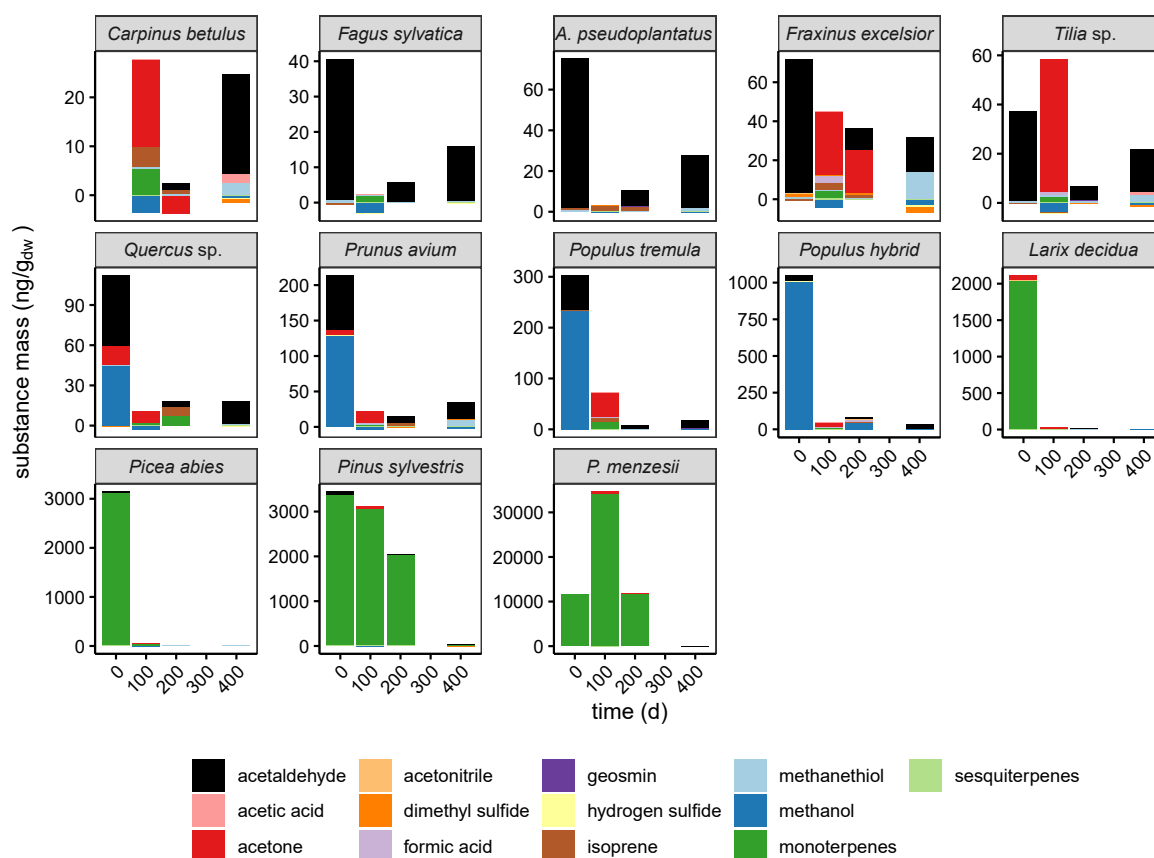 Carpinus betulus
Fagus sylvatica
A. pseudoplantatus
Fraxinus excelsior
Tilia sp.
20
10
0
40
30
20
10
0
60
40
20
0
60
40
20
0
60
40
20
0
Quercus sp.
Prunus avium
Populus tremula
Populus hybrid
Larix decidua
90
60
30
0
200
150
100
50
0
300
200
100
0
1000
750
500
250
0
2000
1500
1000
500
0
0 100 200 300 400
0 100 200 300 400
Picea abies
Pinus sylvestris
P. menzesii
3000
2000
1000
0
3000
2000
1000
0
30000
20000
10000
0
0 100 200 300 400
0 100 200 300 400
0 100 200 300 400
substance mass (ng/gdw)
time (d)
acetaldehyde
acetonitrile
geosmin
methanethiol
sesquiterpenes
acetic acid
dimethyl sulfide
hydrogen sulfide
methanol
acetone
formic acid
isoprene
monoterpenes